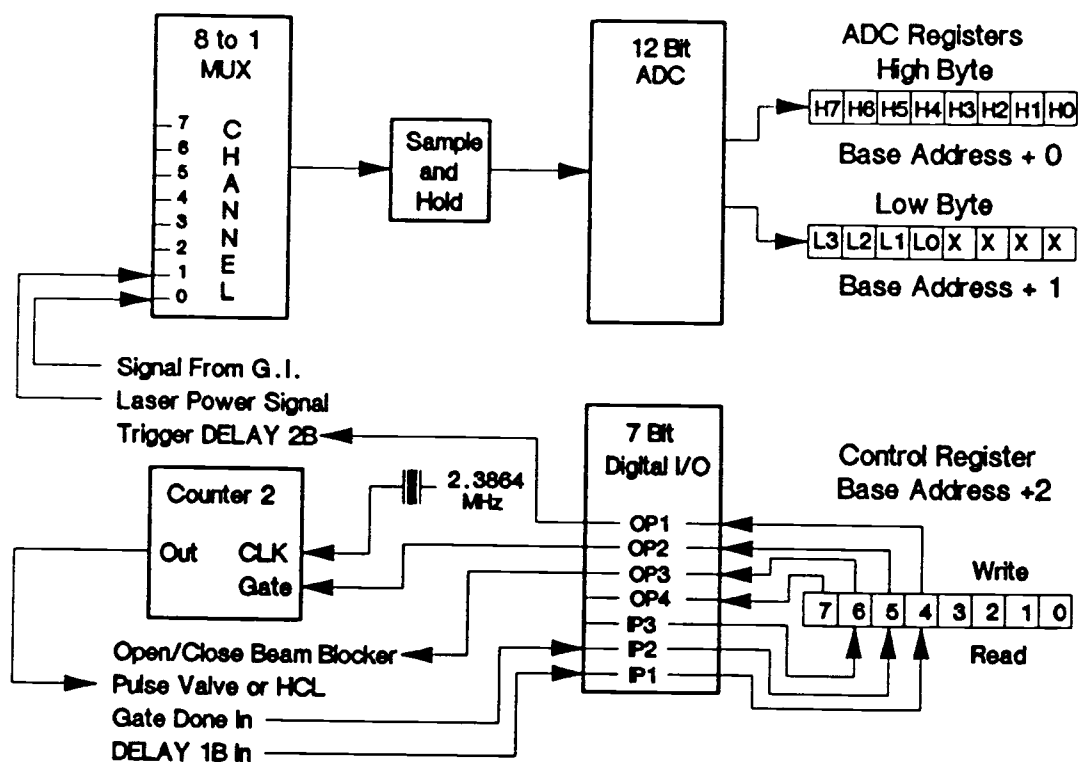 8 to 1
MUX
7
6
5
4
3
2
1
0
C
H
A
N
N
E
L
Sample
and
Hold
12 Bit
ADC
ADC Registers
High Byte
H7 H6 H5 H4 H3 H2 H1 H0
Base Address + 0
Low Byte
L3 L2 L1 L0 X X X X
Base Address + 1
Signal From G.I.
Laser Power Signal
Trigger DELAY 2B
Counter 2
Out CLK
Gate
2.3864
MHz
7 Bit
Digital I/O
OP1
OP2
OP3
OP4
IP3
IP2
IP1
Control Register
Base Address +2
Write
7 6 5 4 3 2 1 0
Read
Open/Close Beam Blocker
Pulse Valve or HCL
Gate Done In
DELAY 1B In